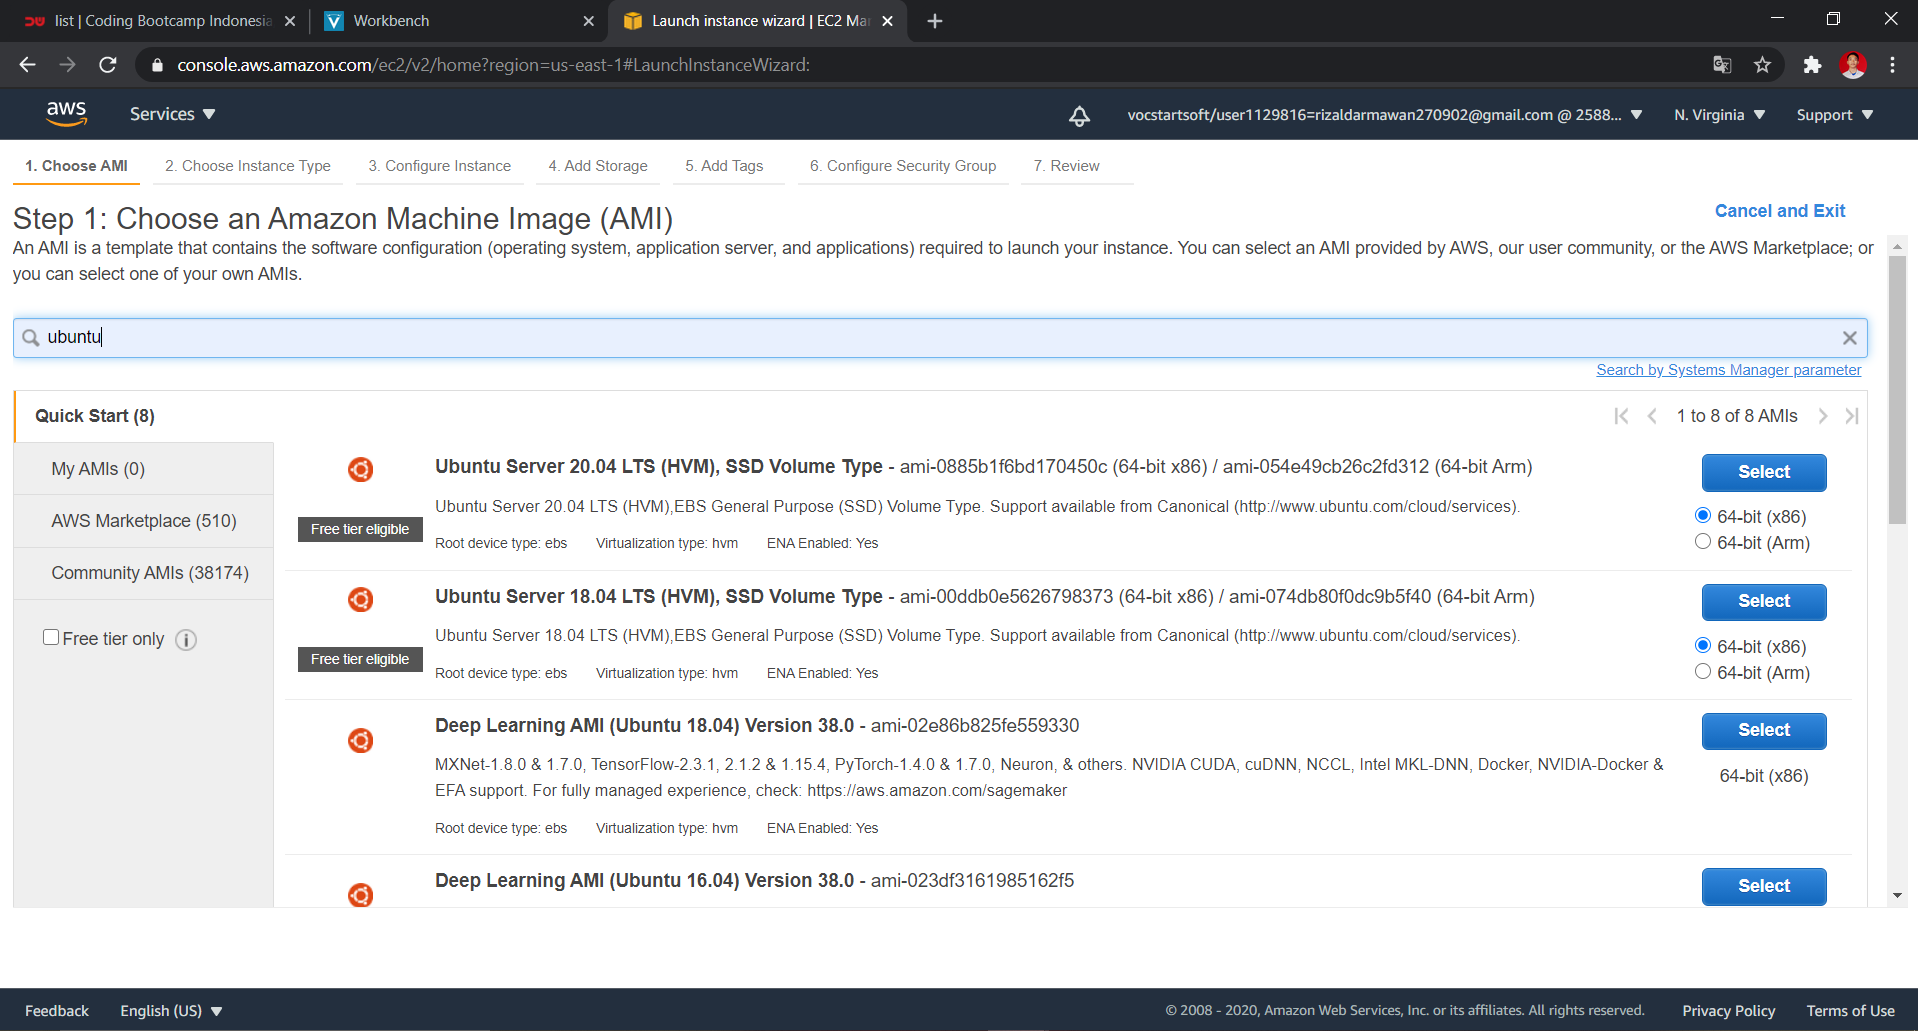 list | Coding Bootcamp Indonesia
Workbench
Launch instance wizard | EC2 Ma
console.aws.amazon.com/ec2/v2/home?region=us-east-1#LaunchInstanceWizard:
aws
Services
vocstartsoft/user1129816=rizaldarmawan270902@gmail.com @ 2588...
N. Virginia
Support
1. Choose AMI
2. Choose Instance Type
3. Configure Instance
4. Add Storage
5. Add Tags
6. Configure Security Group
7. Review
Step 1: Choose an Amazon Machine Image (AMI)
Cancel and Exit
An AMI is a template that contains the software configuration (operating system, application server, and applications) required to launch your instance. You can select an AMI provided by AWS, our user community, or the AWS Marketplace; or
you can select one of your own AMIs.
ubuntu
Search by Systems Manager parameter
Quick Start (8)
1 to 8 of 8 AMIs
My AMIs (0)
AWS Marketplace (510)
Community AMIs (38174)
Free tier only
Ubuntu Server 20.04 LTS (HVM), SSD Volume Type - ami-0885b1f6bd170450c (64-bit x86) / ami-054e49cb26c2fd312 (64-bit Arm)
Select
Ubuntu Server 20.04 LTS (HVM),EBS General Purpose (SSD) Volume Type. Support available from Canonical (http://www.ubuntu.com/cloud/services).
Free tier eligible
64-bit (x86)
64-bit (Arm)
Root device type: ebs Virtualization type: hvm ENA Enabled: Yes
Ubuntu Server 18.04 LTS (HVM), SSD Volume Type - ami-00ddb0e5626798373 (64-bit x86) / ami-074db80f0dc9b5f40 (64-bit Arm)
Select
Ubuntu Server 18.04 LTS (HVM),EBS General Purpose (SSD) Volume Type. Support available from Canonical (http://www.ubuntu.com/cloud/services).
Free tier eligible
64-bit (x86)
64-bit (Arm)
Root device type: ebs Virtualization type: hvm ENA Enabled: Yes
Deep Learning AMI (Ubuntu 18.04) Version 38.0 - ami-02e86b825fe559330
Select
MXNet-1.8.0 & 1.7.0, TensorFlow-2.3.1, 2.1.2 & 1.15.4, PyTorch-1.4.0 & 1.7.0, Neuron, & others. NVIDIA CUDA, cuDNN, NCCL, Intel MKL-DNN, Docker, NVIDIA-Docker &
EFA support. For fully managed experience, check: https://aws.amazon.com/sagemaker
64-bit (x86)
Root device type: ebs Virtualization type: hvm ENA Enabled: Yes
Deep Learning AMI (Ubuntu 16.04) Version 38.0 - ami-023df3161985162f5
Select
Feedback
English (US)
© 2008 - 2020, Amazon Web Services, Inc. or its affiliates. All rights reserved.
Privacy Policy
Terms of Use